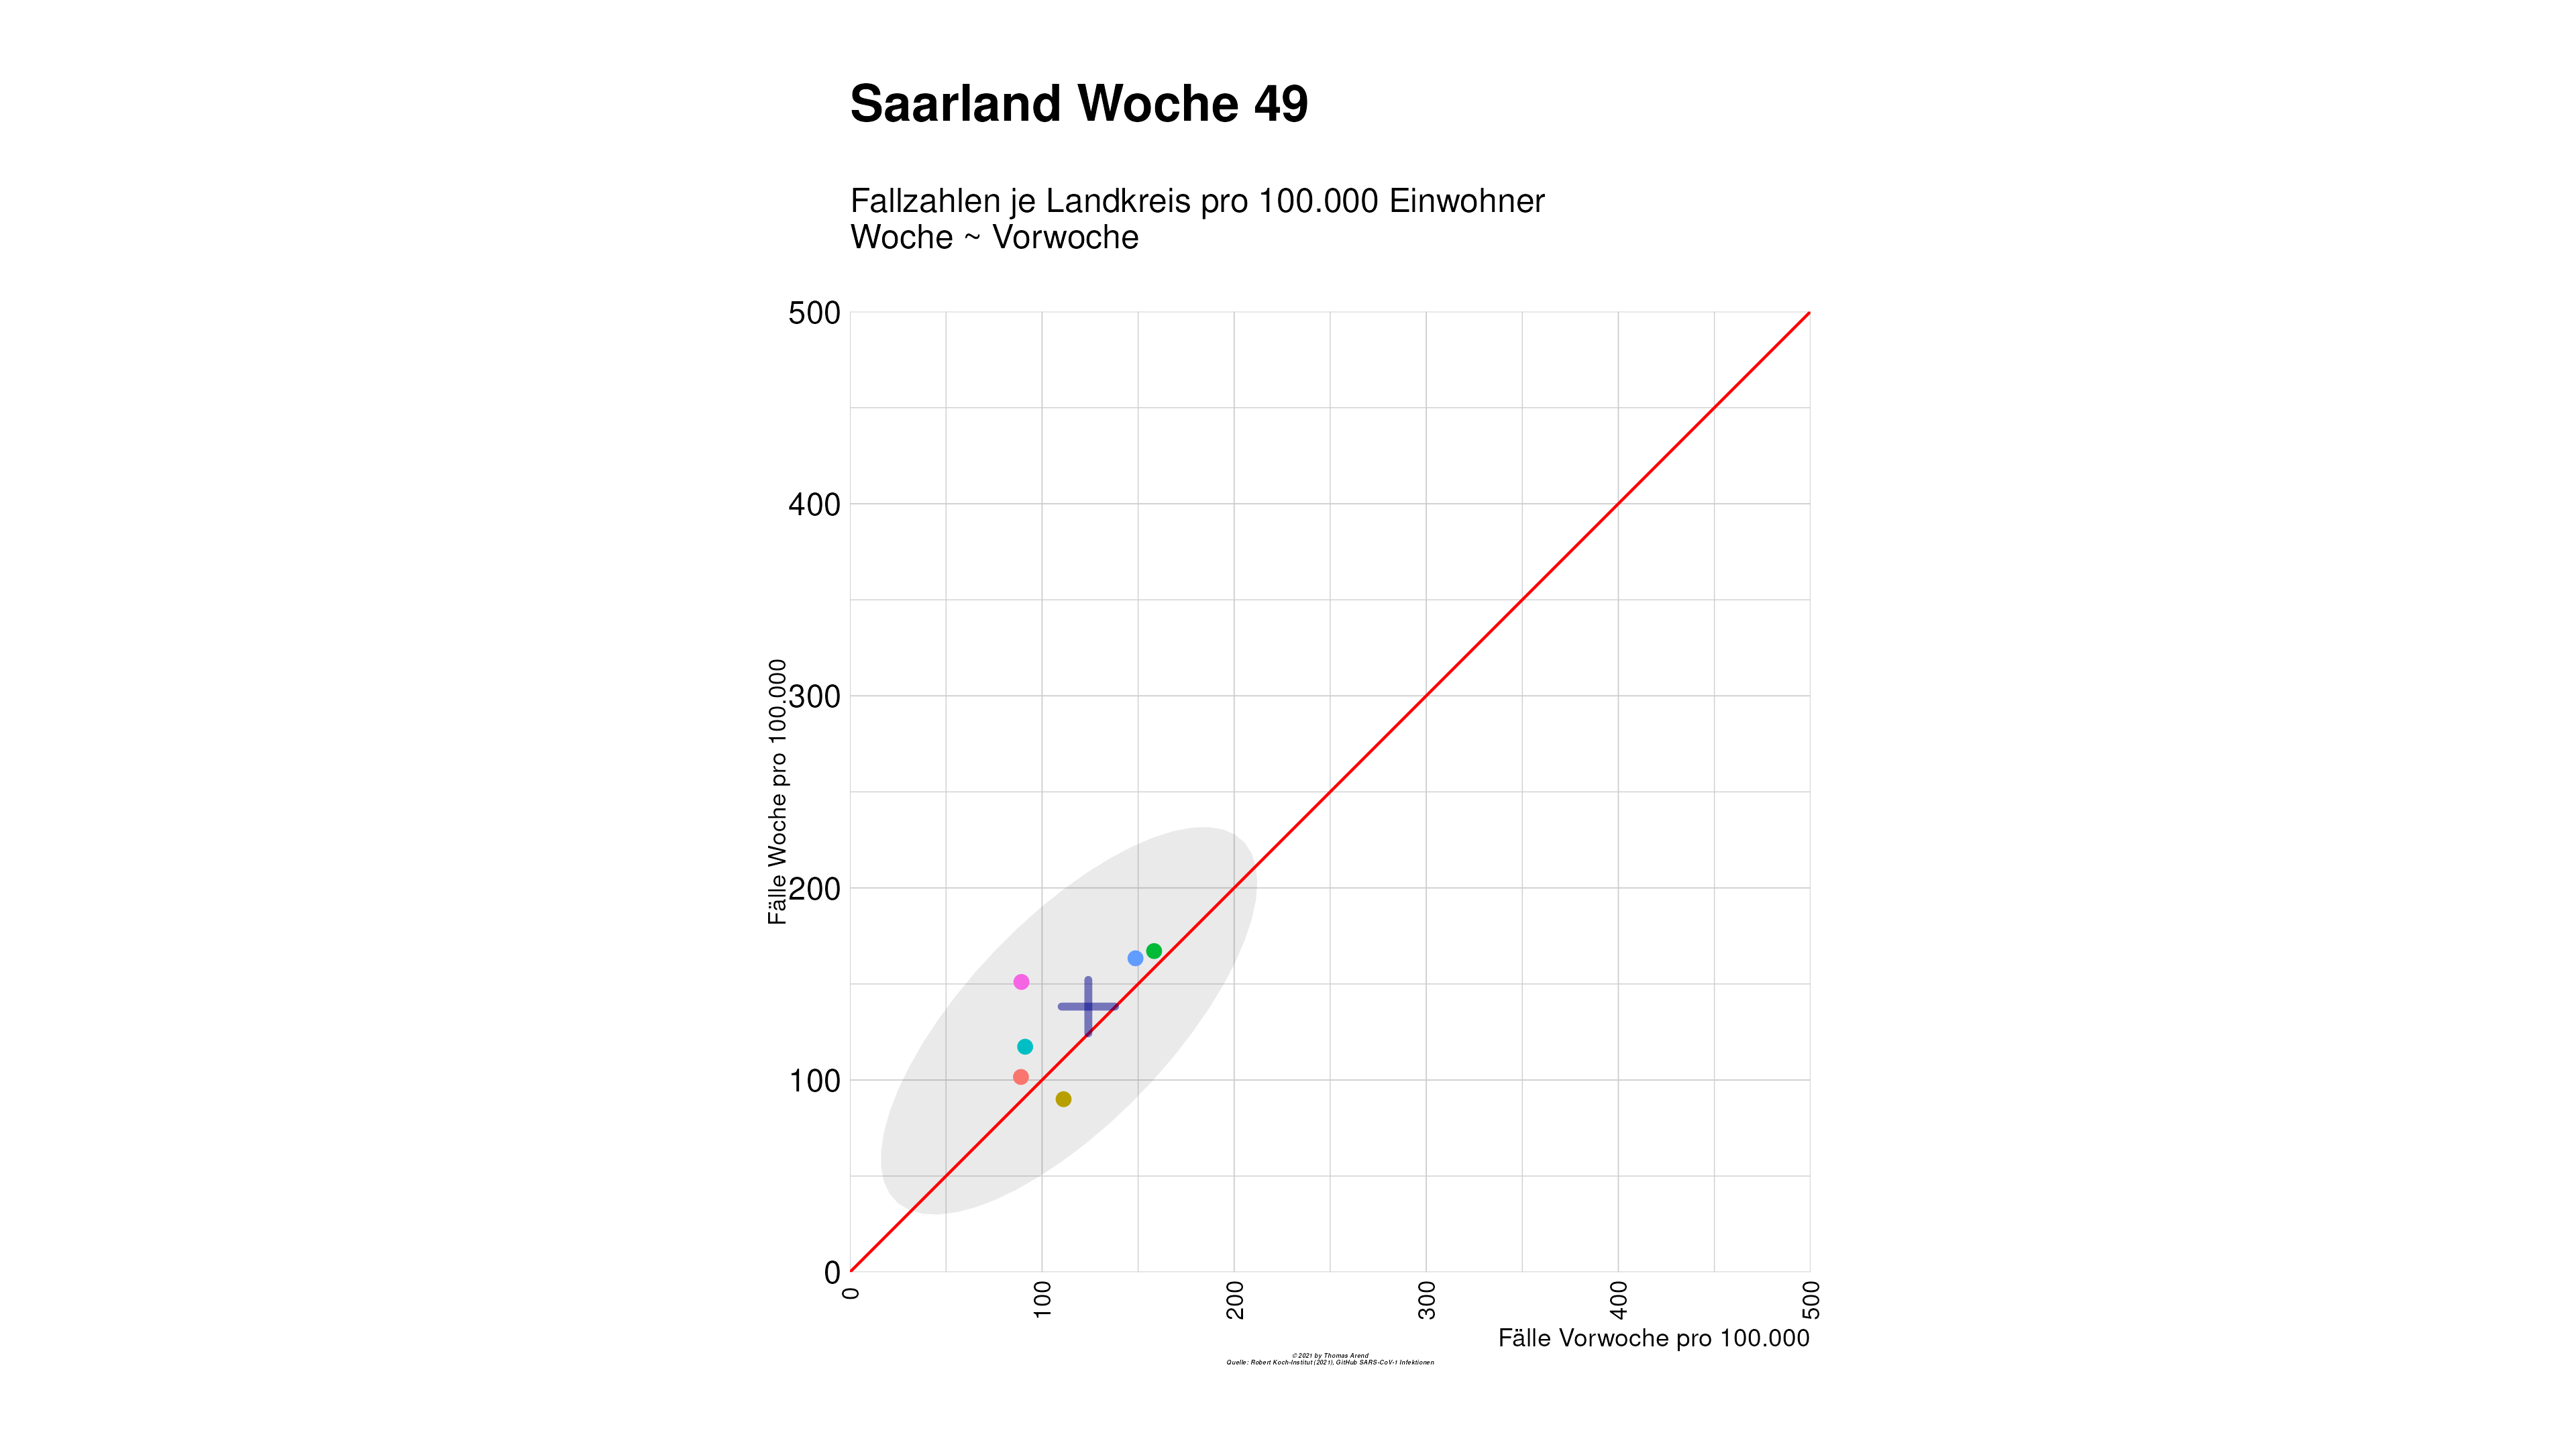 Saarland Woche 49
Fallzahlen je Landkreis pro 100.000 Einwohner
Woche ~ Vorwoche
Fälle Woche pro 100.000
500
400
300
200
100
0
0
100
200
300
400
500
Fälle Vorwoche pro 100.000
© 2021 by Thomas Arend
Quelle: Robert Koch-Institut (2021), GitHub SARS-CoV-1 Infektionen